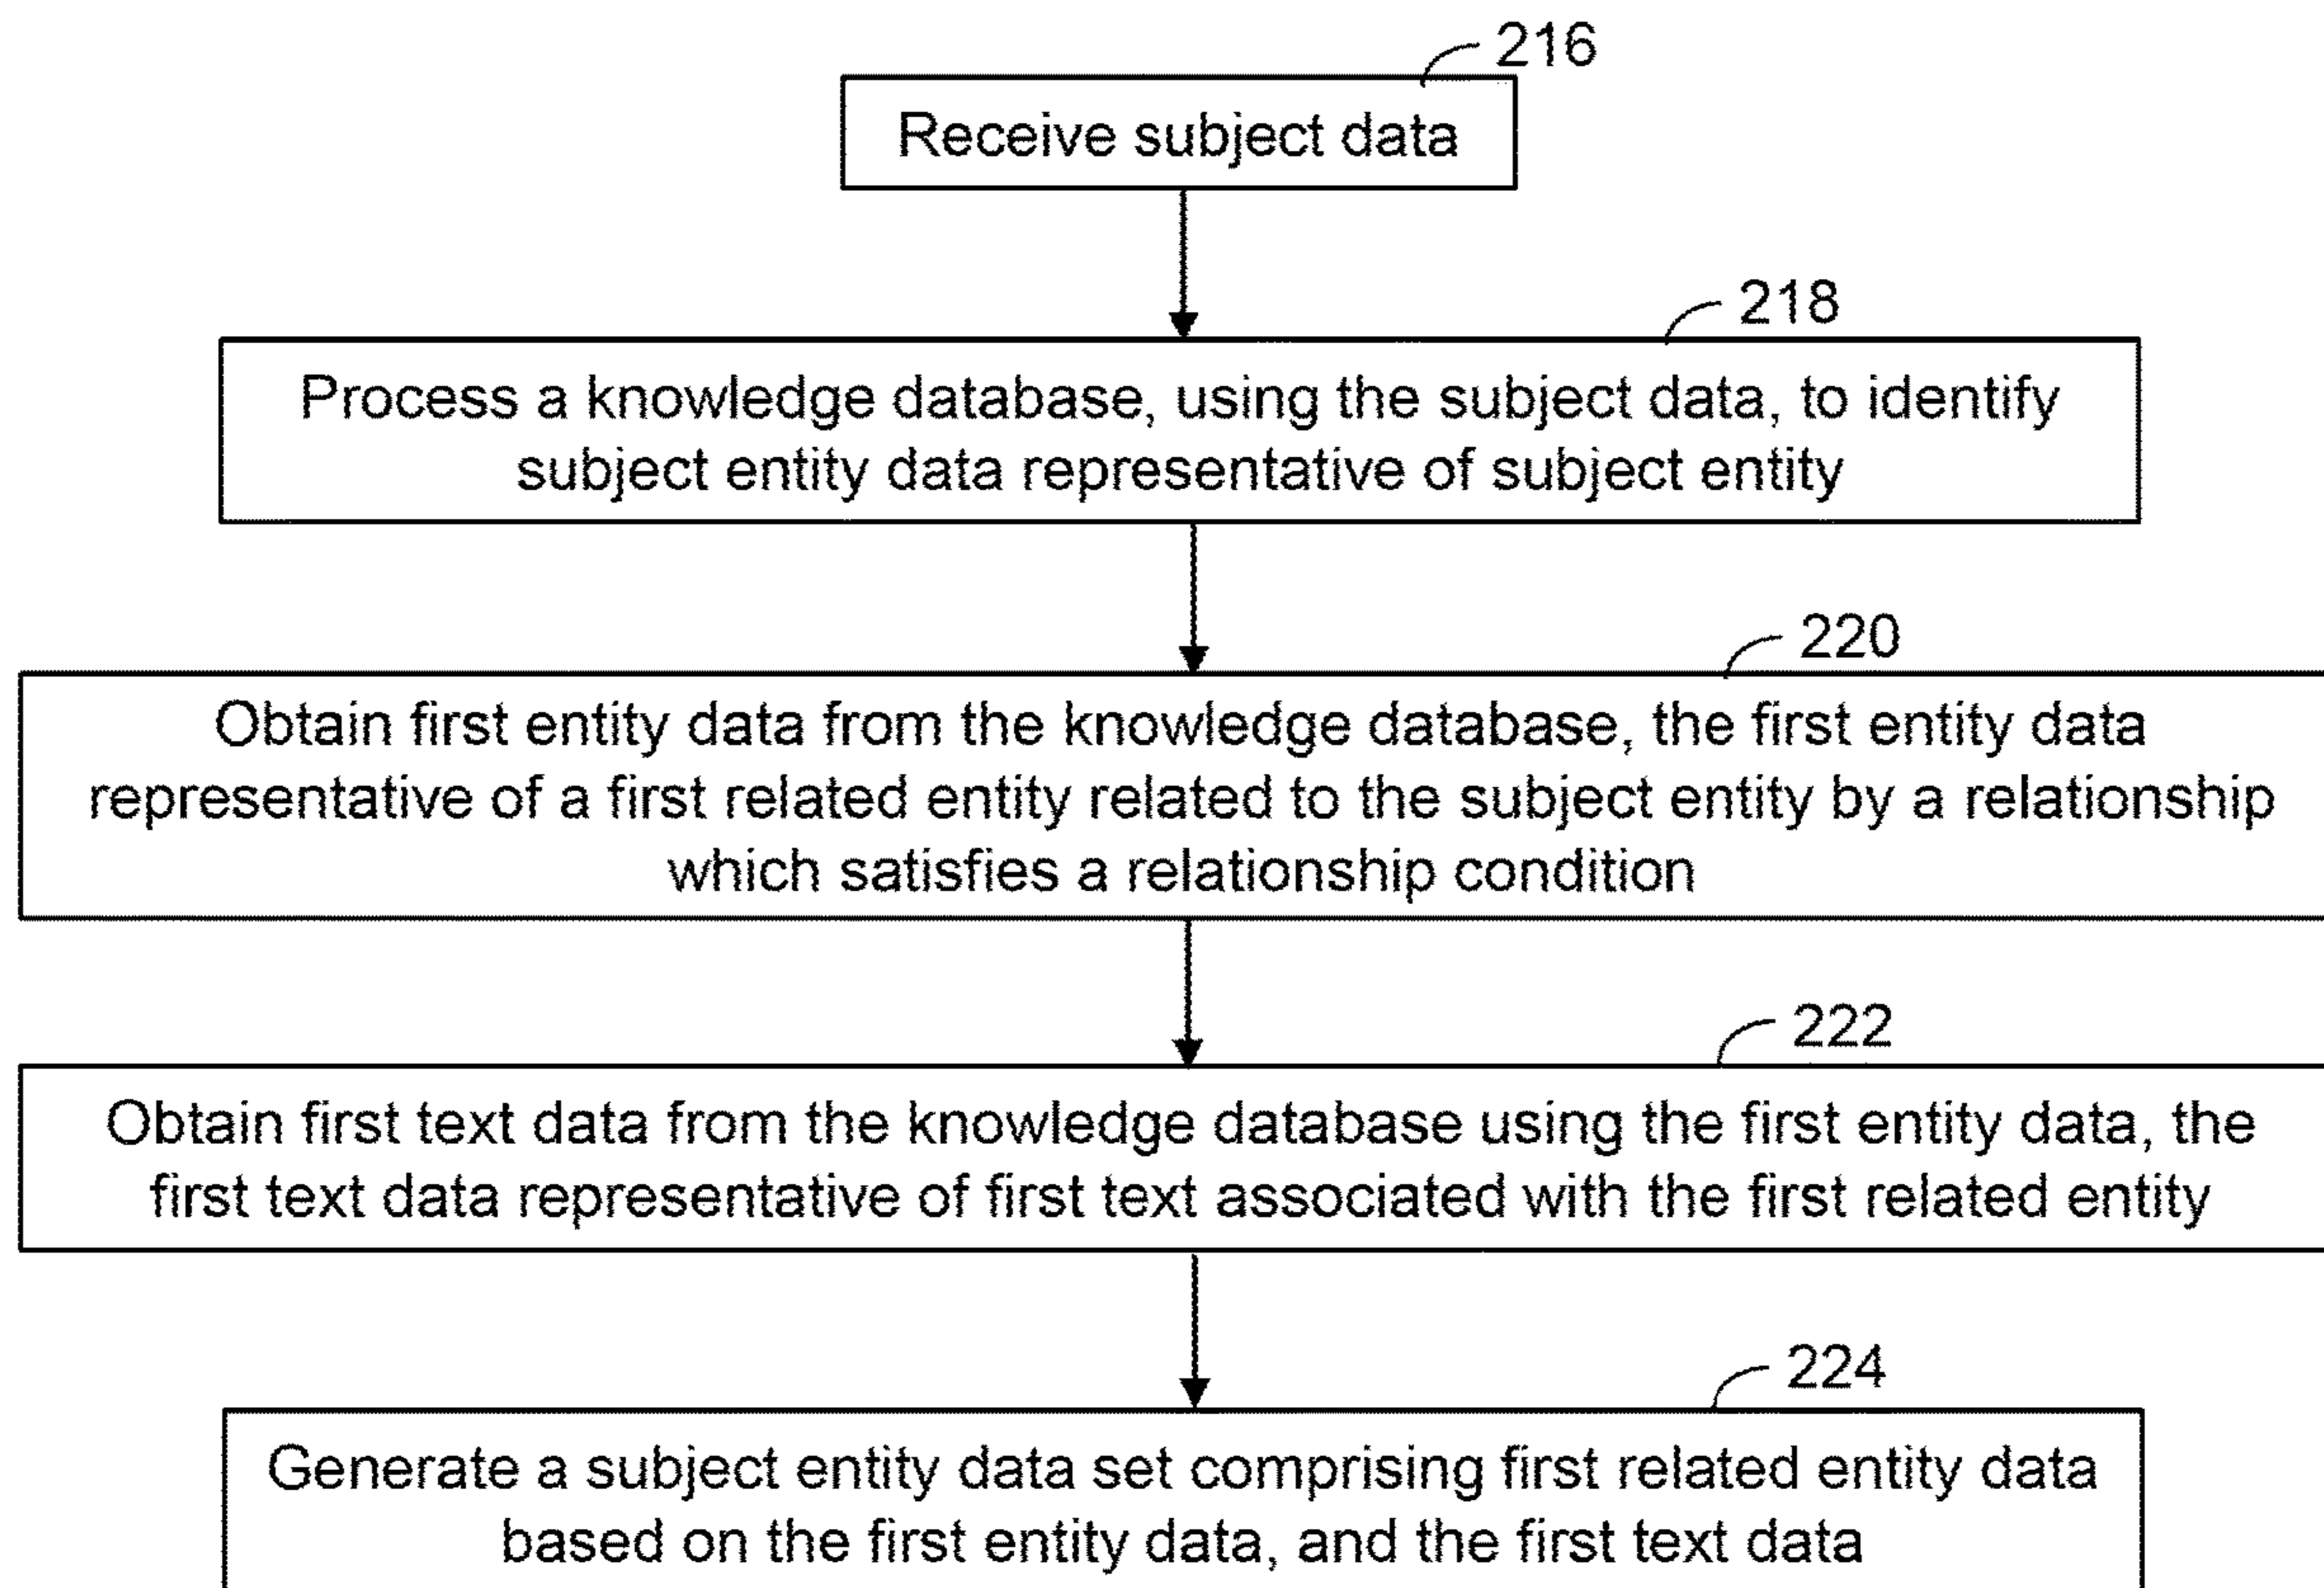 216
Receive subject data
218
Process a knowledge database, using the subject data, to identify
subject entity data representative of subject entity
220
Obtain first entity data from the knowledge database, the first entity data
representative of a first related entity related to the subject entity by a relationship
which satisfies a relationship condition
222
Obtain first text data from the knowledge database using the first entity data, the
first text data representative of first text associated with the first related entity
224
Generate a subject entity data set comprising first related entity data
based on the first entity data, and the first text data